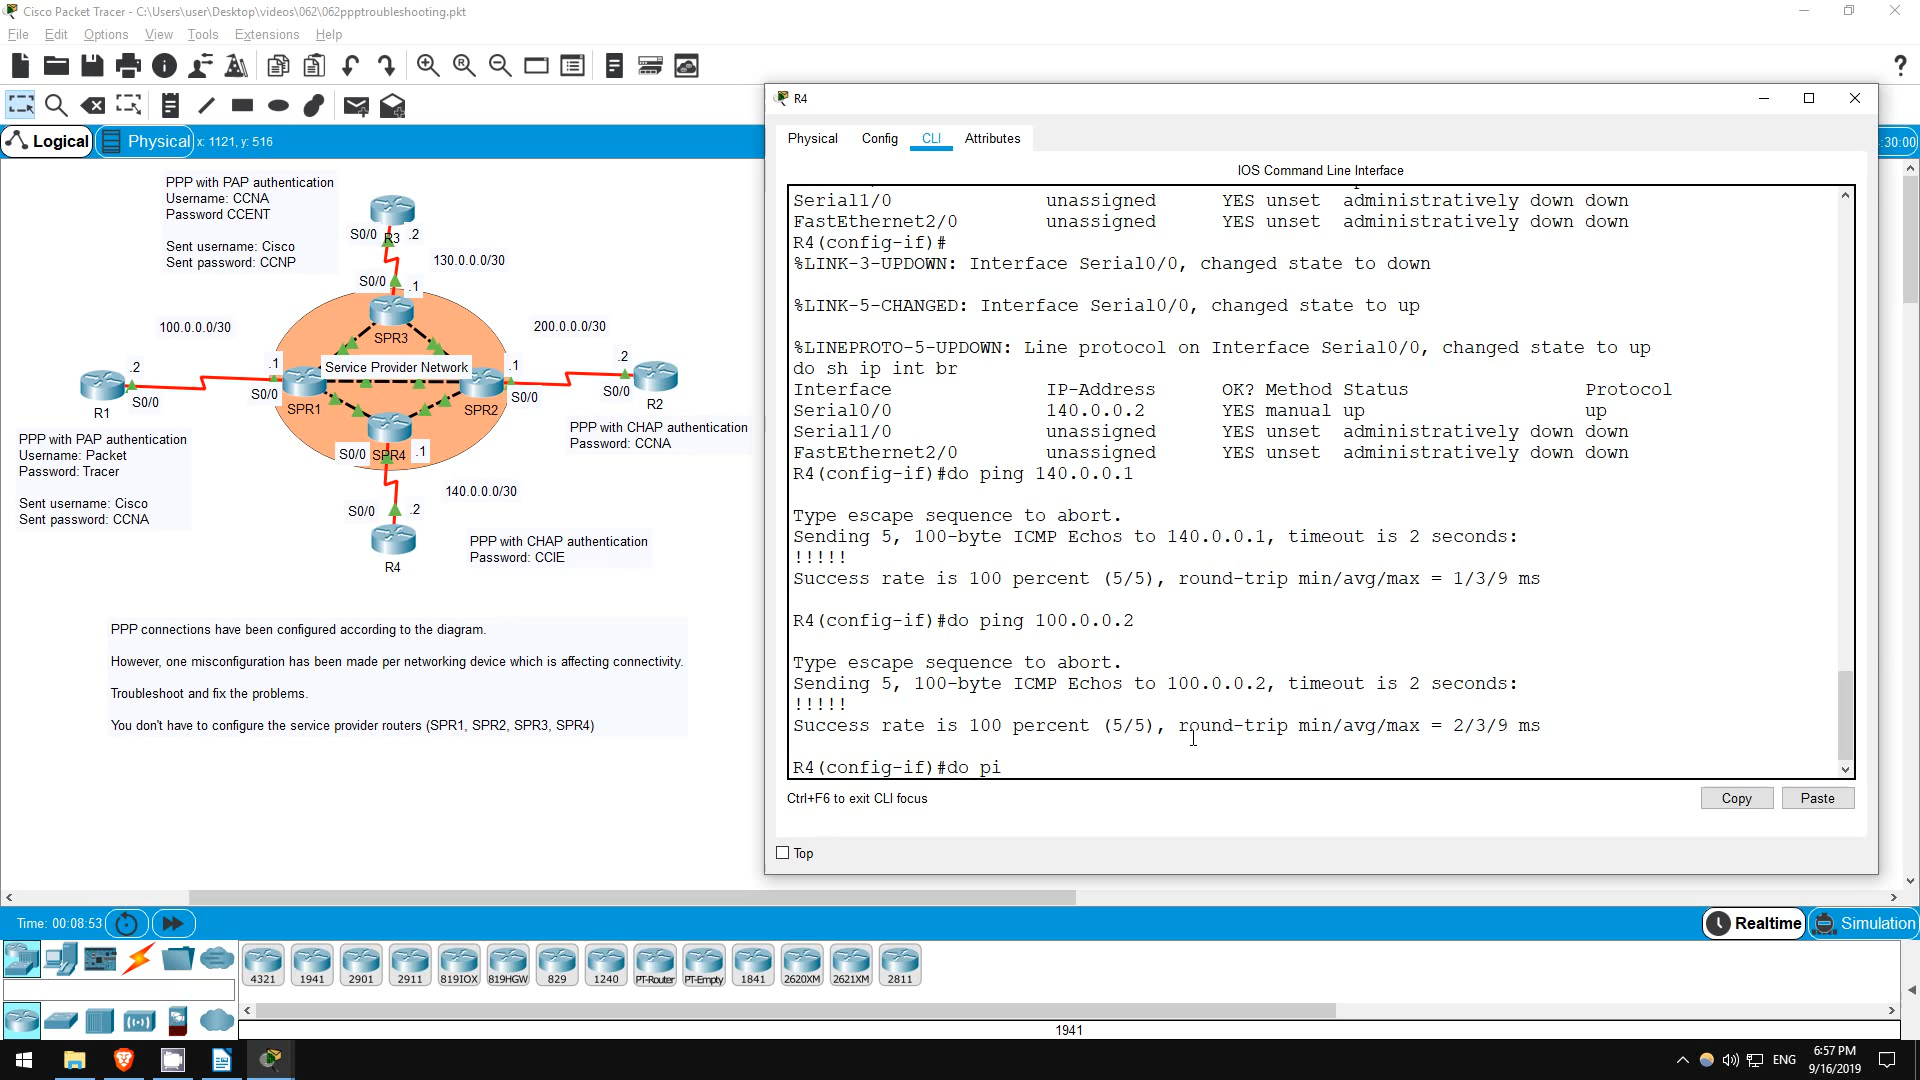 Cisco Packet Tracer - C:\Users\user\Desktop\videos\062\062ppptroubleshooting.pkt
File Edit Options View Tools Extensions Help
Logical Physical x: 1121, y: 516
:30:00
PPP with PAP authentication
Username: CCNA
Password CCENT
Sent username: Cisco
Sent password: CCNP
S0/0 R3 .2
130.0.0.0/30
S0/0 .1
SPR3
100.0.0.0/30
200.0.0.0/30
Service Provider Network
.2
.1
.1
.2
R1
S0/0
S0/0
SPR1
SPR2
S0/0
S0/0
R2
PPP with PAP authentication
Username: Packet
Password: Tracer
Sent username: Cisco
Sent password: CCNA
PPP with CHAP authentication
Password: CCNA
S0/0 SPR4 .1
140.0.0.0/30
S0/0 .2
R4
PPP with CHAP authentication
Password: CCIE
PPP connections have been configured according to the diagram.
However, one misconfiguration has been made per networking device which is affecting connectivity.
Troubleshoot and fix the problems.
You don't have to configure the service provider routers (SPR1, SPR2, SPR3, SPR4)
R4
Physical Config CLI Attributes
IOS Command Line Interface
Serial1/0 unassigned YES unset administratively down down
FastEthernet2/0 unassigned YES unset administratively down down
R4(config-if)#
%LINK-3-UPDOWN: Interface Serial0/0, changed state to down
%LINK-5-CHANGED: Interface Serial0/0, changed state to up
%LINEPROTO-5-UPDOWN: Line protocol on Interface Serial0/0, changed state to up
do sh ip int br
Interface IP-Address OK? Method Status Protocol
Serial0/0 140.0.0.2 YES manual up up
Serial1/0 unassigned YES unset administratively down down
FastEthernet2/0 unassigned YES unset administratively down down
R4(config-if)#do ping 140.0.0.1
Type escape sequence to abort.
Sending 5, 100-byte ICMP Echos to 140.0.0.1, timeout is 2 seconds:
!!!!!
Success rate is 100 percent (5/5), round-trip min/avg/max = 1/3/9 ms
R4(config-if)#do ping 100.0.0.2
Type escape sequence to abort.
Sending 5, 100-byte ICMP Echos to 100.0.0.2, timeout is 2 seconds:
!!!!!
Success rate is 100 percent (5/5), round-trip min/avg/max = 2/3/9 ms
R4(config-if)#do pi
Ctrl+F6 to exit CLI focus
Copy Paste
Top
Time: 00:08:53
Realtime Simulation
4321 1941 2901 2911 819IOX 819HGW 829 1240 PT-Router PT-Empty 1841 2620XM 2621XM 2811
1941
ENG
6:57 PM
9/16/2019